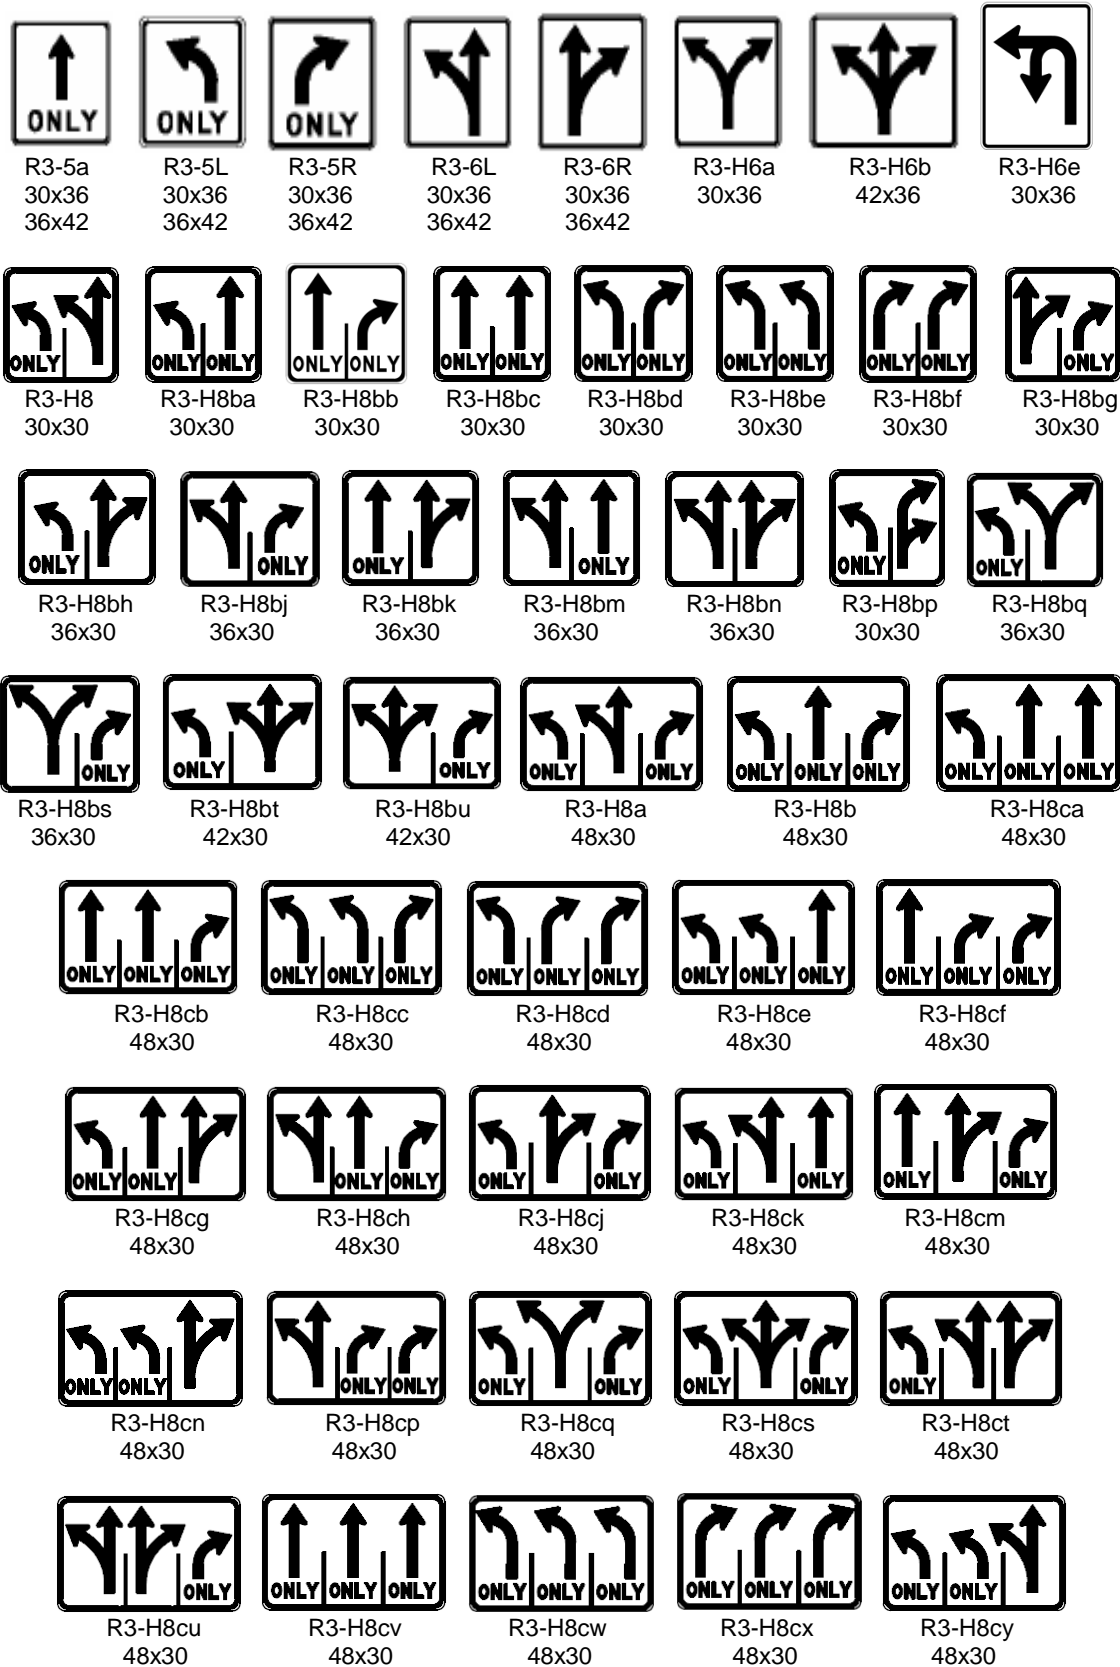 ONLY ONLY ONLY
R3-5a R3-5L R3-5R R3-6L R3-6R R3-H6a R3-H6b R3-H6e
30x36 30x36 30x36 30x36 30x36 30x36 42x36 30x36
36x42 36x42 36x42 36x42 36x42
ONLY ONLY ONLY ONLY ONLY ONLY ONLY ONLY ONLY ONLY ONLY ONLY ONLY ONLY
R3-H8 R3-H8ba R3-H8bb R3-H8bc R3-H8bd R3-H8be R3-H8bf R3-H8bg
30x30 30x30 30x30 30x30 30x30 30x30 30x30 30x30
ONLY ONLY ONLY ONLY ONLY ONLY
R3-H8bh R3-H8bj R3-H8bk R3-H8bm R3-H8bn R3-H8bp R3-H8bq
36x30 36x30 36x30 36x30 36x30 30x30 36x30
ONLY ONLY ONLY ONLY ONLY ONLY ONLY ONLY ONLY ONLY ONLY
R3-H8bs R3-H8bt R3-H8bu R3-H8a R3-H8b R3-H8ca
36x30 42x30 42x30 48x30 48x30 48x30
ONLY ONLY ONLY ONLY ONLY ONLY ONLY ONLY ONLY ONLY ONLY ONLY ONLY ONLY ONLY
R3-H8cb R3-H8cc R3-H8cd R3-H8ce R3-H8cf
48x30 48x30 48x30 48x30 48x30
ONLY ONLY ONLY ONLY ONLY ONLY ONLY ONLY ONLY ONLY
R3-H8cg R3-H8ch R3-H8cj R3-H8ck R3-H8cm
48x30 48x30 48x30 48x30 48x30
ONLY ONLY ONLY ONLY ONLY ONLY ONLY ONLY ONLY
R3-H8cn R3-H8cp R3-H8cq R3-H8cs R3-H8ct
48x30 48x30 48x30 48x30 48x30
ONLY ONLY ONLY ONLY ONLY ONLY ONLY ONLY ONLY ONLY ONLY ONLY
R3-H8cu R3-H8cv R3-H8cw R3-H8cx R3-H8cy
48x30 48x30 48x30 48x30 48x30